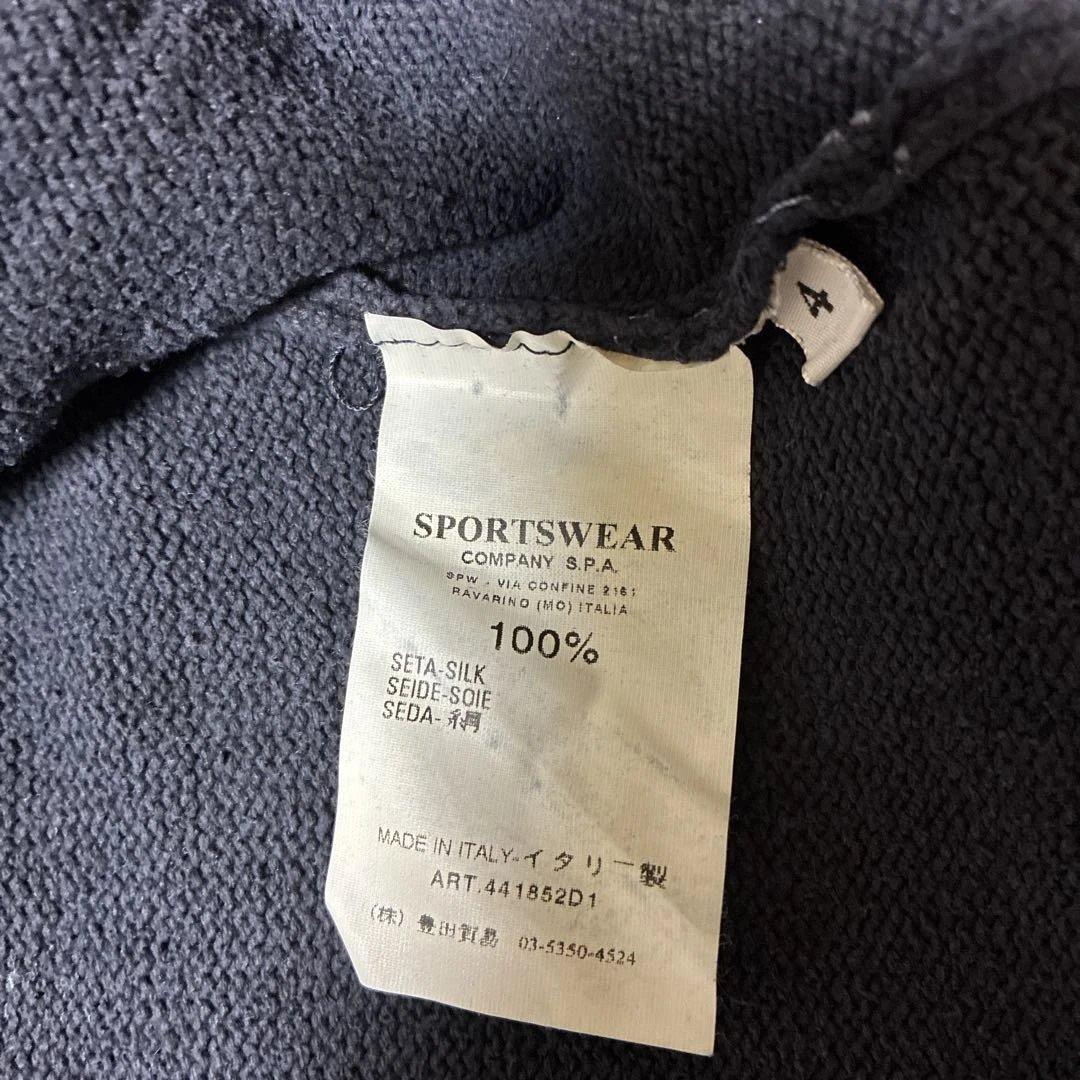 4
SPORTSWEAR
COMPANY S.P.A.
SPW - VIA CONFINE 2161
RAVARINO (MO) ITALIA
100%
SETA-SILK
SEIDE-SOIE
SEDA-絹
MADE IN ITALY-イタリー製
ART.441852D1
(株) 豊田貿易 03-5350-4524